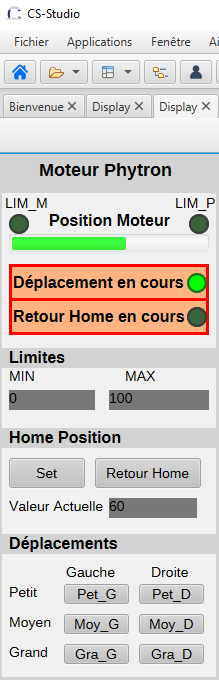 CS-Studio
Fichier Applications Fenêtre
Bienvenue Display Display
Moteur Phytron
LIM_M LIM_P
Position Moteur
Déplacement en cours
Retour Home en cours
Limites
MIN MAX
0 100
Home Position
Set Retour Home
Valeur Actuelle 60
Déplacements
Gauche Droite
Petit Pet_G Pet_D
Moyen Moy_G Moy_D
Grand Gra_G Gra_D